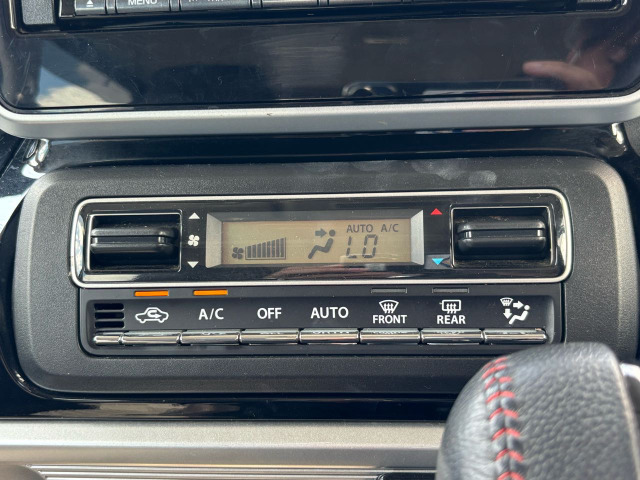 MENU
AUTO A/C
LO
A/C OFF AUTO FRONT REAR